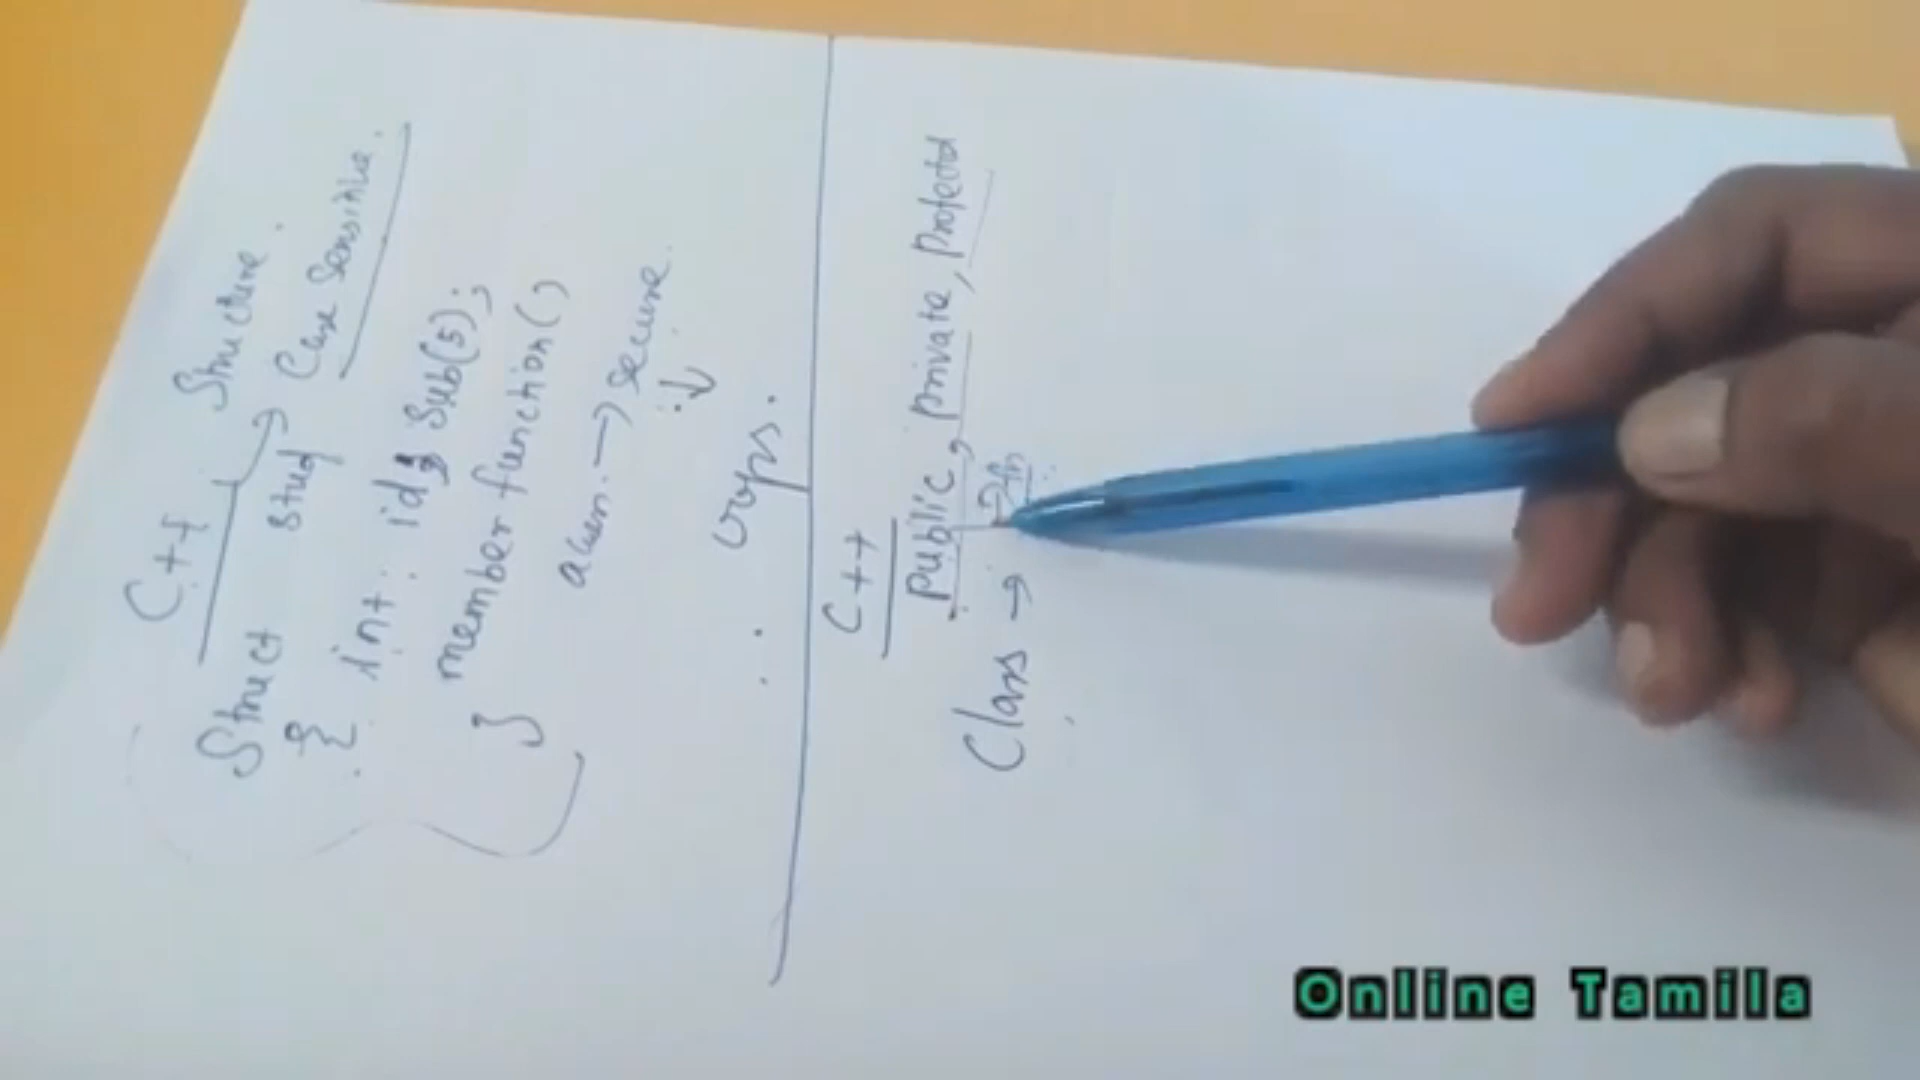 C++ Structure.
Struct stud Case Sensitive.
{ int id; Sub(5);
member function()
} → secure.
oops.
C++
public, private, protected
Class → fn
Online Tamila